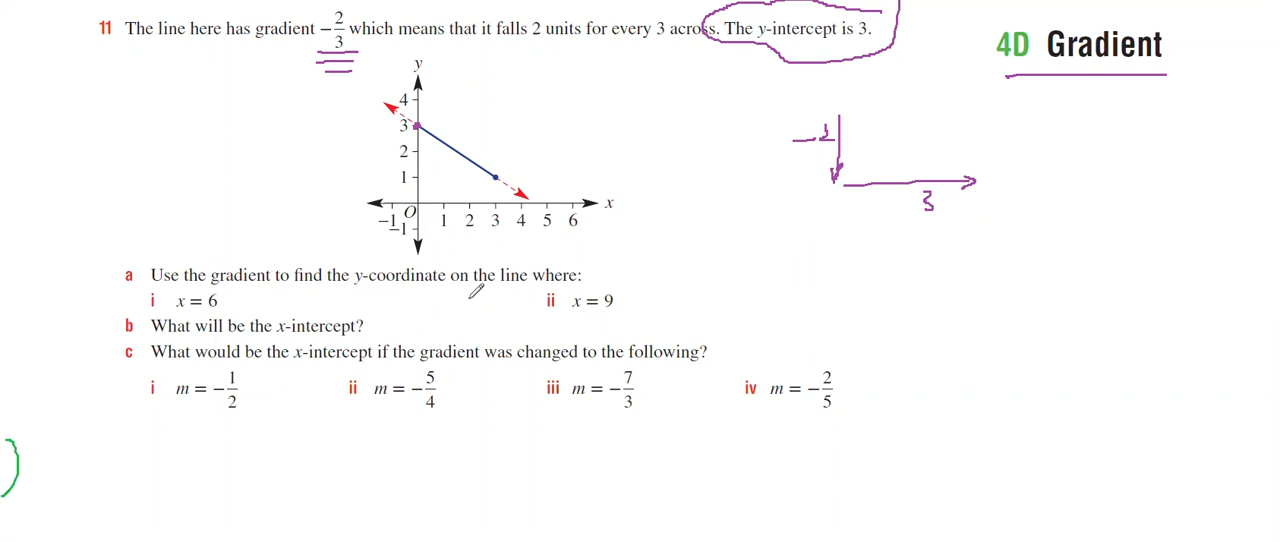 11 The line here has gradient −2/3 which means that it falls 2 units for every 3 across. The y-intercept is 3.
4D Gradient
y
4
3
2
1
−1 O 1 2 3 4 5 6 x
−1
−2
3
a Use the gradient to find the y-coordinate on the line where:
i x = 6 ii x = 9
b What will be the x-intercept?
c What would be the x-intercept if the gradient was changed to the following?
i m = −1/2 ii m = −5/4 iii m = −7/3 iv m = −2/5